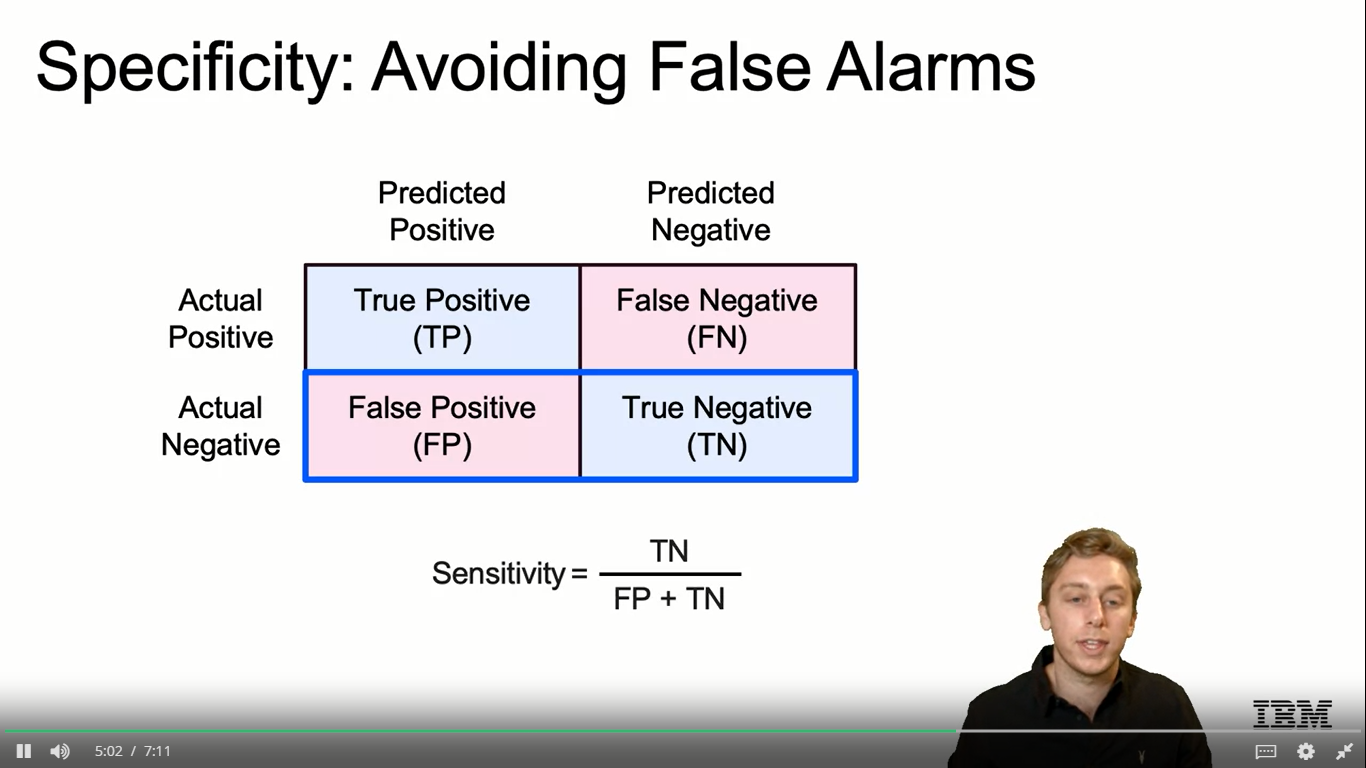 Specificity: Avoiding False Alarms
Predicted
Positive
Predicted
Negative
Actual
Positive
True Positive
(TP)
False Negative
(FN)
Actual
Negative
False Positive
(FP)
True Negative
(TN)
Sensitivity = TN
FP + TN
IBM
5:02 / 7:11